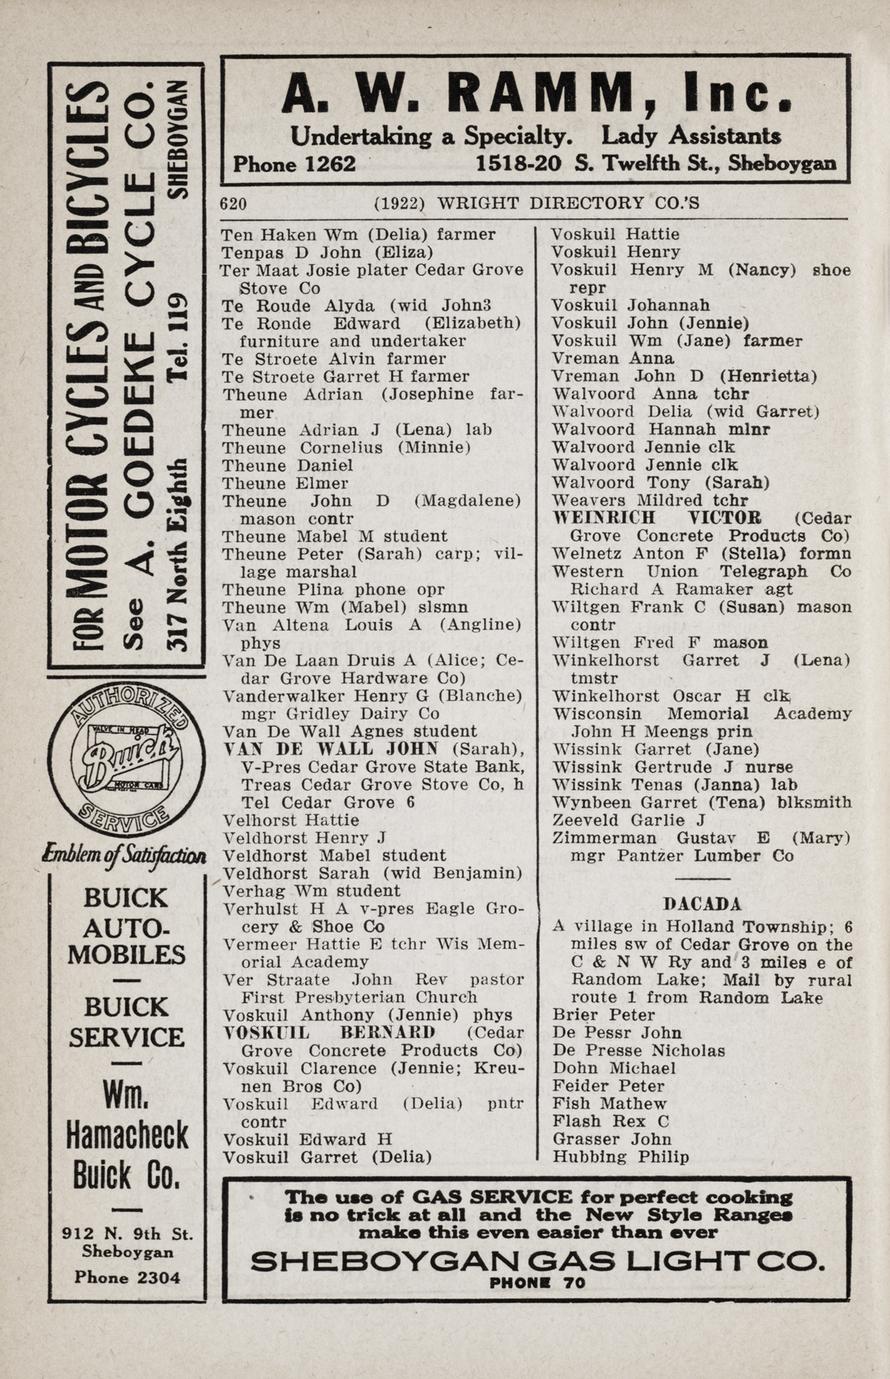 FOR MOTOR CYCLES AND BICYCLES
See A. GOEDEKE CYCLE CO.
317 North Eighth Tel. 119 SHEBOYGAN
AUTHORIZED
VALVE IN HEAD
Buick
MOTOR CARS
SERVICE
Emblem of Satisfaction
BUICK
AUTO-
MOBILES
BUICK
SERVICE
Wm.
Hamacheck
Buick Co.
912 N. 9th St.
Sheboygan
Phone 2304
A. W. RAMM, Inc.
Undertaking a Specialty. Lady Assistants
Phone 1262 1518-20 S. Twelfth St., Sheboygan
620 (1922) WRIGHT DIRECTORY CO.'S
Ten Haken Wm (Delia) farmer
Tenpas D John (Eliza)
Ter Maat Josie plater Cedar Grove
Stove Co
Te Roude Alyda (wid John3
Te Ronde Edward (Elizabeth)
furniture and undertaker
Te Stroete Alvin farmer
Te Stroete Garret H farmer
Theune Adrian (Josephine far-
mer
Theune Adrian J (Lena) lab
Theune Cornelius (Minnie)
Theune Daniel
Theune Elmer
Theune John D (Magdalene)
mason contr
Theune Mabel M student
Theune Peter (Sarah) carp; vil-
lage marshal
Theune Plina phone opr
Theune Wm (Mabel) slsmn
Van Altena Louis A (Angline)
phys
Van De Laan Druis A (Alice; Ce-
dar Grove Hardware Co)
Vanderwalker Henry G (Blanche)
mgr Gridley Dairy Co
Van De Wall Agnes student
VAN DE WALL JOHN (Sarah),
V-Pres Cedar Grove State Bank,
Treas Cedar Grove Stove Co, h
Tel Cedar Grove 6
Velhorst Hattie
Veldhorst Henry J
Veldhorst Mabel student
Veldhorst Sarah (wid Benjamin)
Verhag Wm student
Verhulst H A v-pres Eagle Gro-
cery & Shoe Co
Vermeer Hattie E tchr Wis Mem-
orial Academy
Ver Straate John Rev pastor
First Presbyterian Church
Voskuil Anthony (Jennie) phys
VOSKUIL BERNARD (Cedar
Grove Concrete Products Co)
Voskuil Clarence (Jennie; Kreu-
nen Bros Co)
Voskuil Edward (Delia) pntr
contr
Voskuil Edward H
Voskuil Garret (Delia)
Voskuil Hattie
Voskuil Henry
Voskuil Henry M (Nancy) shoe
repr
Voskuil Johannah
Voskuil John (Jennie)
Voskuil Wm (Jane) farmer
Vreman Anna
Vreman John D (Henrietta)
Walvoord Anna tchr
Walvoord Delia (wid Garret)
Walvoord Hannah mlnr
Walvoord Jennie clk
Walvoord Jennie clk
Walvoord Tony (Sarah)
Weavers Mildred tchr
WEINRICH VICTOR (Cedar
Grove Concrete Products Co)
Welnetz Anton F (Stella) formn
Western Union Telegraph Co
Richard A Ramaker agt
Wiltgen Frank C (Susan) mason
contr
Wiltgen Fred F mason
Winkelhorst Garret J (Lena)
tmstr
Winkelhorst Oscar H clk
Wisconsin Memorial Academy
John H Meengs prin
Wissink Garret (Jane)
Wissink Gertrude J nurse
Wissink Tenas (Janna) lab
Wynbeen Garret (Tena) blksmith
Zeeveld Garlie J
Zimmerman Gustav E (Mary)
mgr Pantzer Lumber Co
DACADA
A village in Holland Township; 6
miles sw of Cedar Grove on the
C & N W Ry and 3 miles e of
Random Lake; Mail by rural
route 1 from Random Lake
Brier Peter
De Pessr John
De Presse Nicholas
Dohn Michael
Feider Peter
Fish Mathew
Flash Rex C
Grasser John
Hubbing Philip
The use of GAS SERVICE for perfect cooking
is no trick at all and the New Style Ranges
make this even easier than ever
SHEBOYGAN GAS LIGHT CO.
PHONE 70